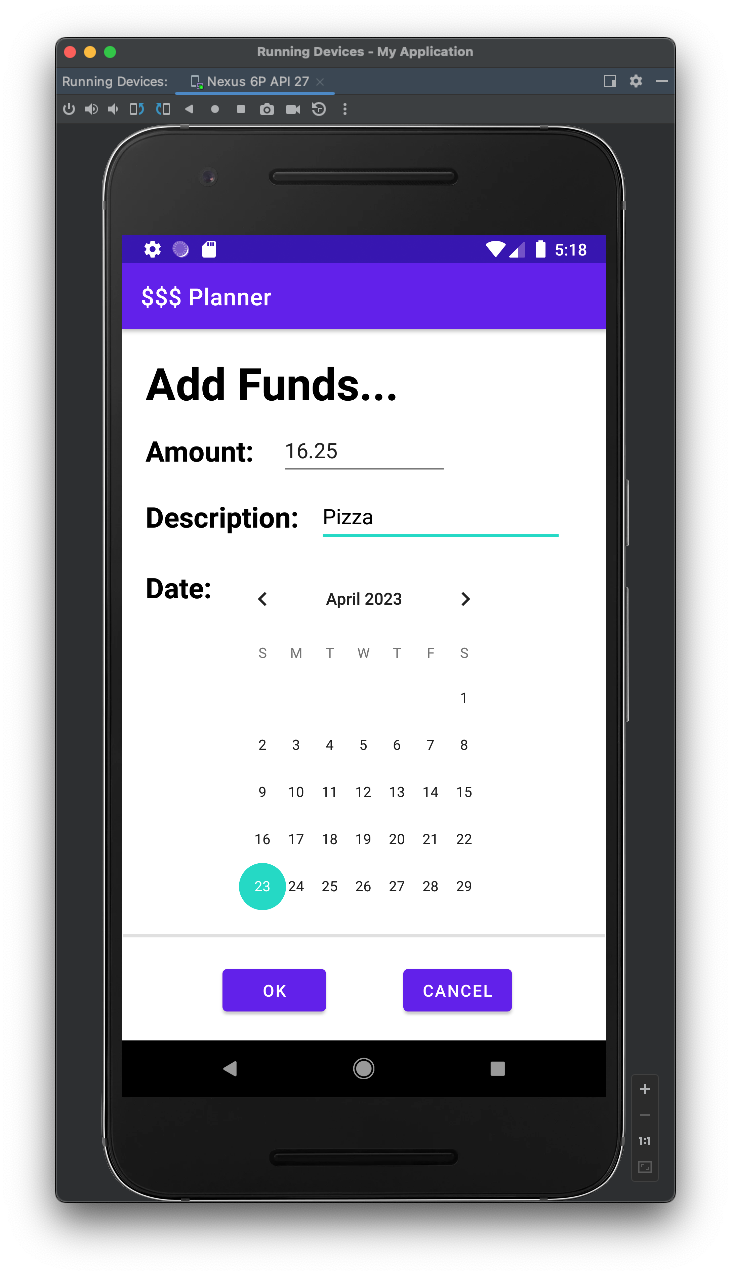 Running Devices - My Application
Running Devices: Nexus 6P API 27
5:18
$$$ Planner
Add Funds...
Amount: 16.25
Description: Pizza
Date:
April 2023
S M T W T F S
1
2 3 4 5 6 7 8
9 10 11 12 13 14 15
16 17 18 19 20 21 22
23 24 25 26 27 28 29
OK CANCEL
1:1